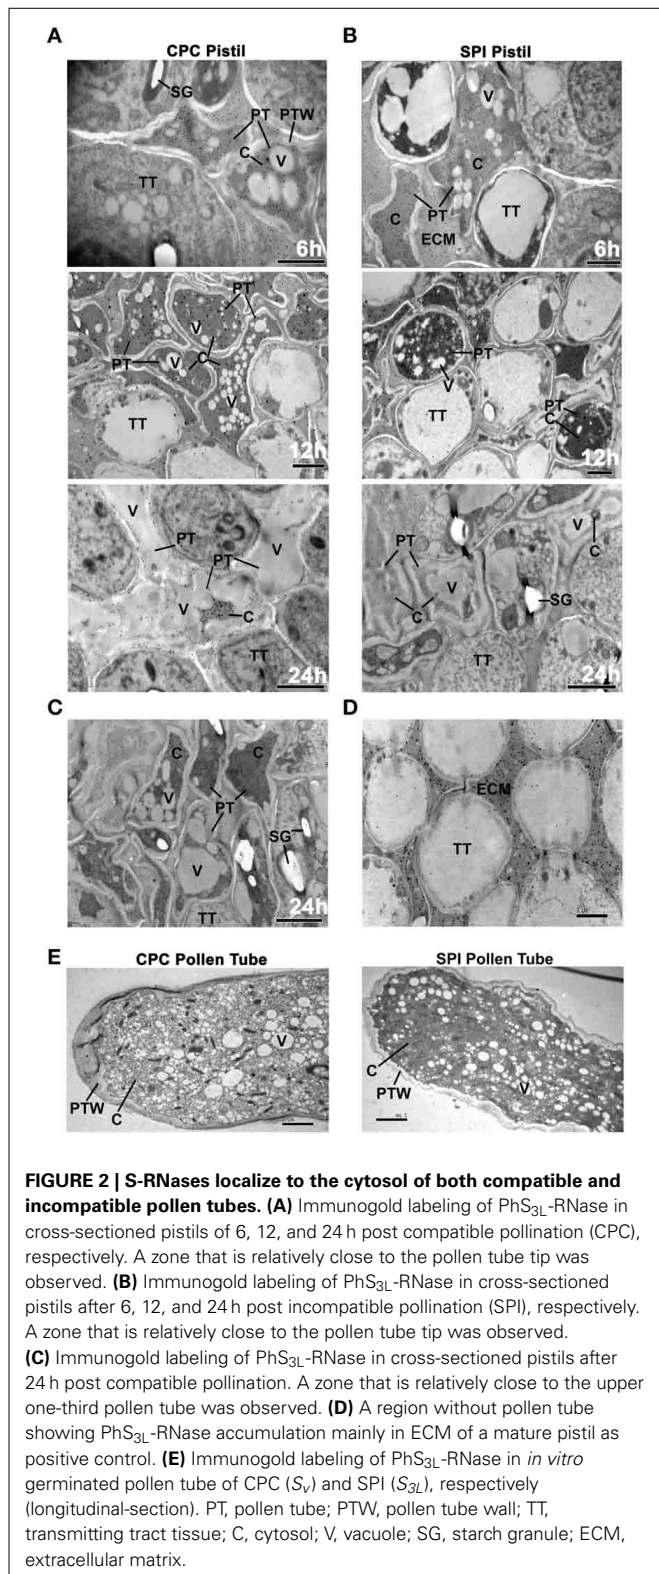 A
CPC Pistil
SG
PT
PTW
C
V
TT
6h
PT
V
C
PT
V
V
TT
12h
V
PT
V
PT
V
C
TT
24h
B
SPI Pistil
V
C
C
PT
TT
ECM
6h
PT
V
TT
PT
C
12h
PT
V
V
C
C
SG
TT
24h
C
C
C
V
PT
SG
V
TT
24h
D
ECM
TT
E
CPC Pollen Tube
V
PTW
C
SPI Pollen Tube
C
PTW
V
FIGURE 2 | S-RNases localize to the cytosol of both compatible and
incompatible pollen tubes. (A) Immunogold labeling of PhS3L-RNase in
cross-sectioned pistils of 6, 12, and 24 h post compatible pollination (CPC),
respectively. A zone that is relatively close to the pollen tube tip was
observed. (B) Immunogold labeling of PhS3L-RNase in cross-sectioned
pistils after 6, 12, and 24 h post incompatible pollination (SPI), respectively.
A zone that is relatively close to the pollen tube tip was observed.
(C) Immunogold labeling of PhS3L-RNase in cross-sectioned pistils after
24 h post compatible pollination. A zone that is relatively close to the upper
one-third pollen tube was observed. (D) A region without pollen tube
showing PhS3L-RNase accumulation mainly in ECM of a mature pistil as
positive control. (E) Immunogold labeling of PhS3L-RNase in in vitro
germinated pollen tube of CPC (Sv) and SPI (S3L), respectively
(longitudinal-section). PT, pollen tube; PTW, pollen tube wall; TT,
transmitting tract tissue; C, cytosol; V, vacuole; SG, starch granule; ECM,
extracellular matrix.